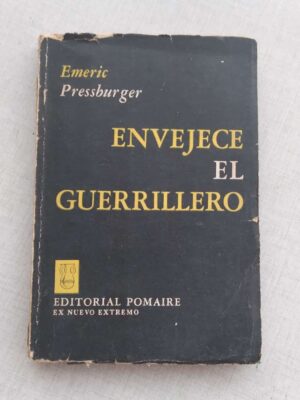 Emeric
Pressburger
ENVEJECE
EL
GUERRILLERO
EDITORIAL POMAIRE
EX NUEVO EXTREMO